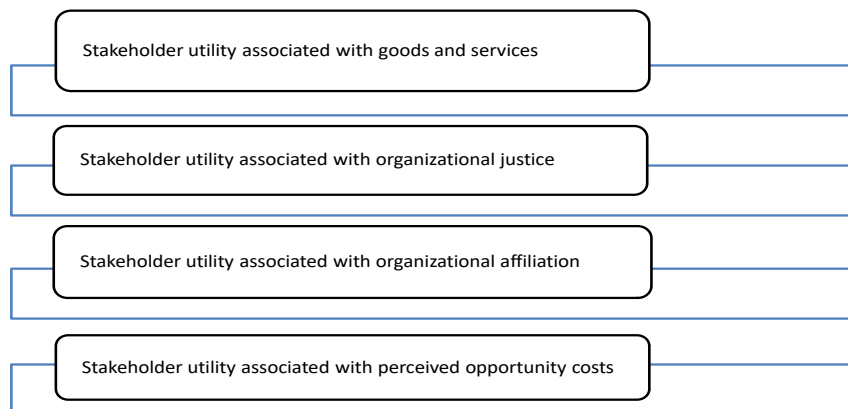 Stakeholder utility associated with goods and services
Stakeholder utility associated with organizational justice
Stakeholder utility associated with organizational affiliation
Stakeholder utility associated with perceived opportunity costs